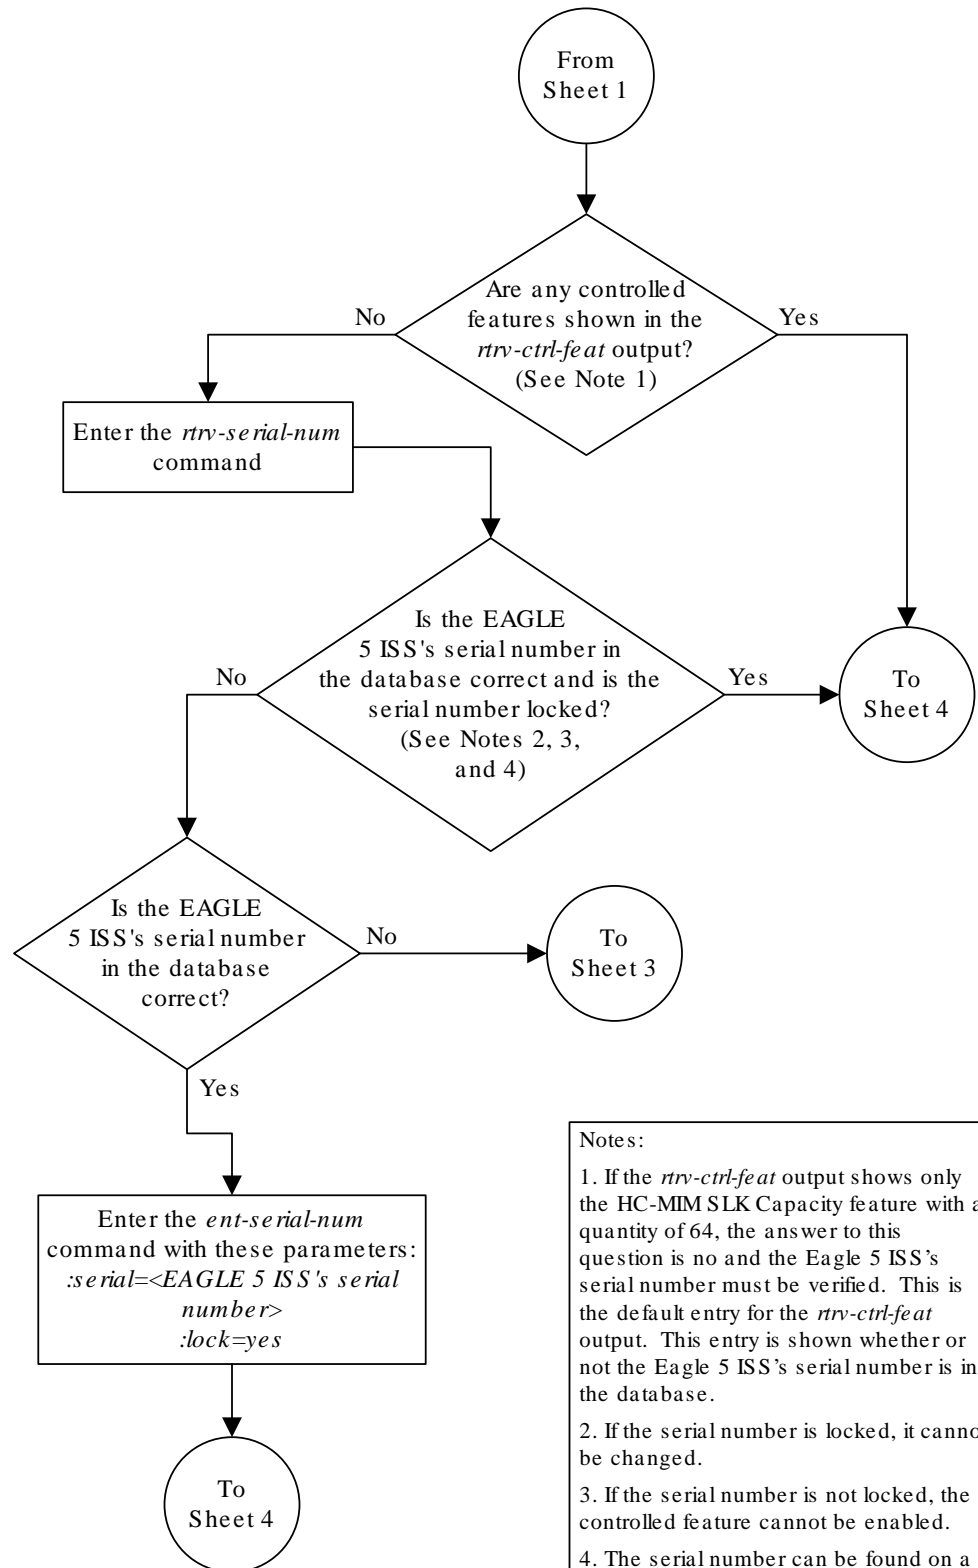 From
Sheet 1
Are any controlled
features shown in the
rtrv-ctrl-feat output?
(See Note 1)
No
Yes
Enter the rtrv-serial-num
command
Is the EAGLE
5 ISS's serial number in
the database correct and is the
serial number locked?
(See Notes 2, 3,
and 4)
No
Yes
To
Sheet 4
Is the EAGLE
5 ISS's serial number
in the database
correct?
No
To
Sheet 3
Yes
Enter the ent-serial-num
command with these parameters:
:serial=<EAGLE 5 ISS's serial
number>
:lock=yes
To
Sheet 4
Notes:
1. If the rtrv-ctrl-feat output shows only
the HC-MIM SLK Capacity feature with a
quantity of 64, the answer to this
question is no and the Eagle 5 ISS’s
serial number must be verified. This is
the default entry for the rtrv-ctrl-feat
output. This entry is shown whether or
not the Eagle 5 ISS’s serial number is in
the database.
2. If the serial number is locked, it canno
be changed.
3. If the serial number is not locked, the
controlled feature cannot be enabled.
4. The serial number can be found on a